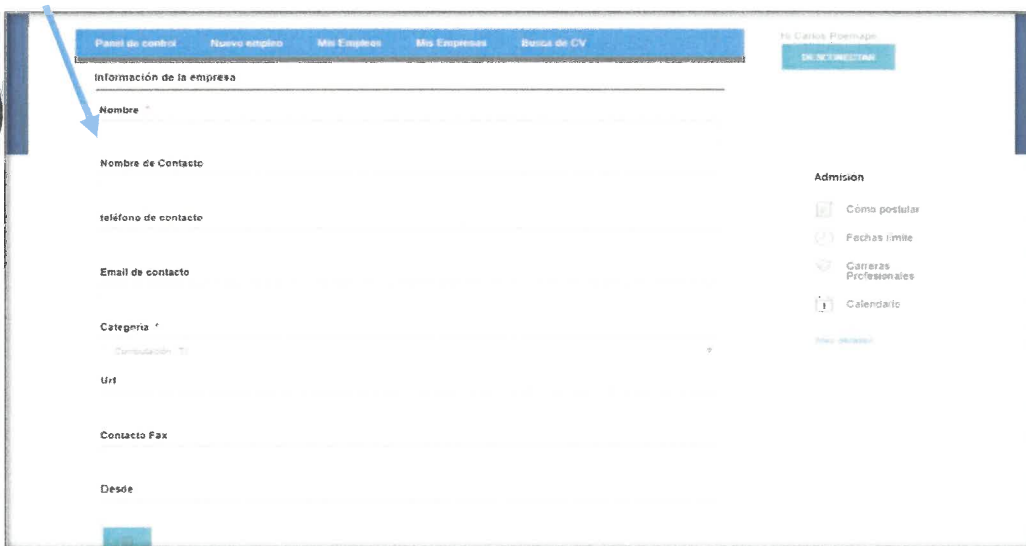 Panel de control Nuevo empleo Mis Empleos Mis Empresas Busca de CV
Hi Carlos Poemape
DESCONECTAR
Información de la empresa
Nombre *
Nombre de Contacto
teléfono de contacto
Email de contacto
Categoria *
Computación
Url
Contacto Fax
Desde
Admision
Cómo postular
Fechas límite
Carreras
Profesionales
Calendario